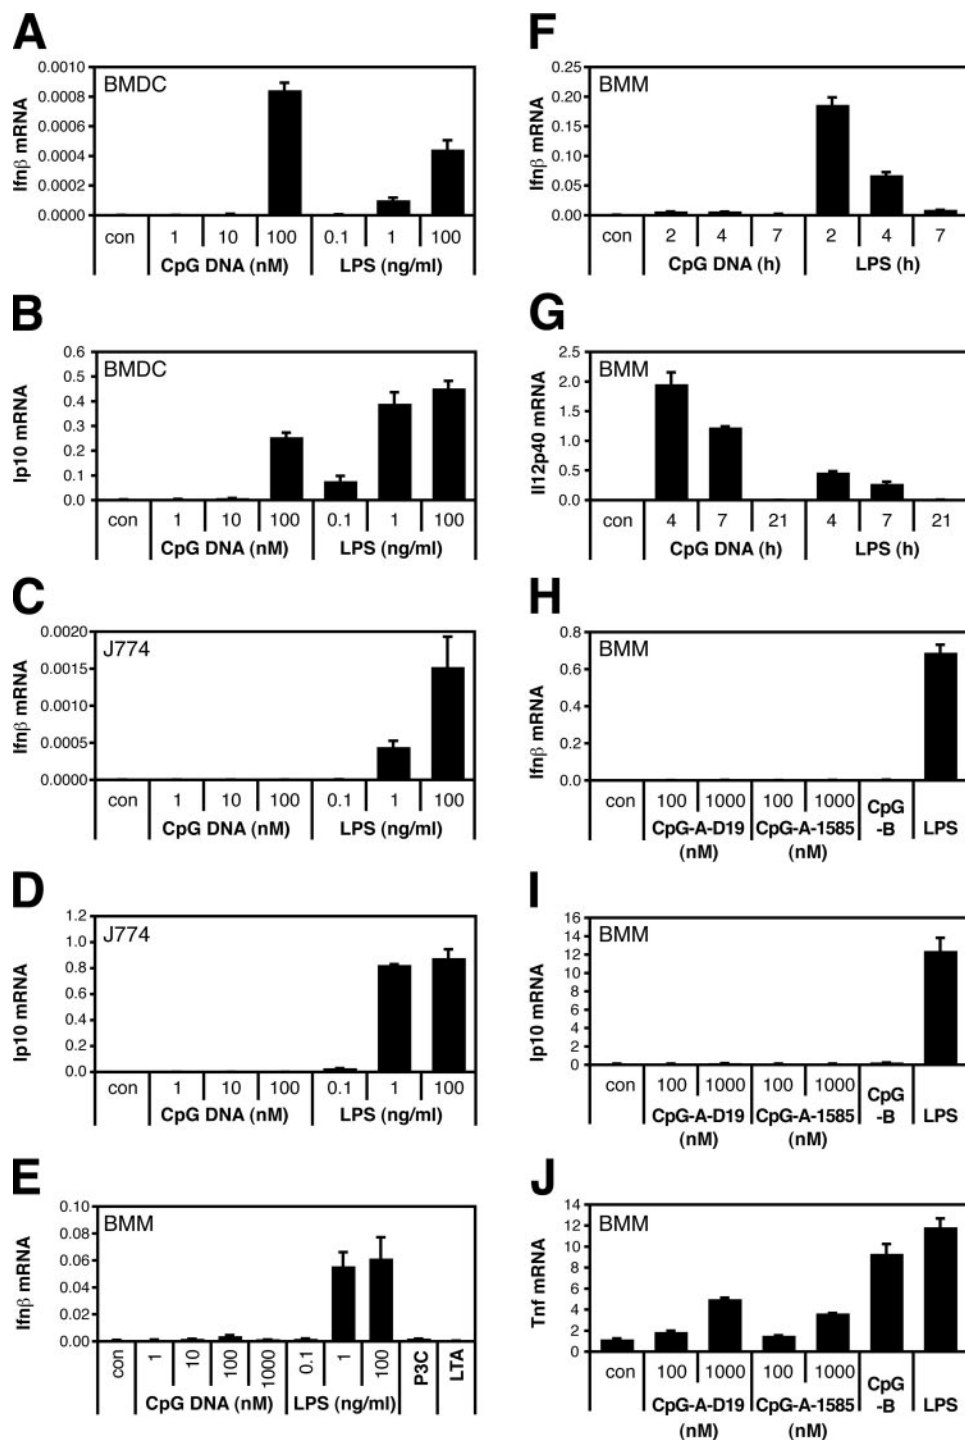 A
BMDC
Ifnβ mRNA
0.0010
0.0008
0.0006
0.0004
0.0002
0.0000
con 1 10 100 0.1 1 100
CpG DNA (nM) LPS (ng/ml)
B
BMDC
Ip10 mRNA
0.6
0.5
0.4
0.3
0.2
0.1
0.0
con 1 10 100 0.1 1 100
CpG DNA (nM) LPS (ng/ml)
C
J774
Ifnβ mRNA
0.0020
0.0015
0.0010
0.0005
0.0000
con 1 10 100 0.1 1 100
CpG DNA (nM) LPS (ng/ml)
D
J774
Ip10 mRNA
1.2
1.0
0.8
0.6
0.4
0.2
0.0
con 1 10 100 0.1 1 100
CpG DNA (nM) LPS (ng/ml)
E
BMM
Ifnβ mRNA
0.10
0.08
0.06
0.04
0.02
0.00
con 1 10 100 1000 0.1 1 100 P3C LTA
CpG DNA (nM) LPS (ng/ml)
F
BMM
Ifnβ mRNA
0.25
0.20
0.15
0.10
0.05
0.00
con 2 4 7 2 4 7
CpG DNA (h) LPS (h)
G
BMM
Il12p40 mRNA
2.5
2.0
1.5
1.0
0.5
0.0
con 4 7 21 4 7 21
CpG DNA (h) LPS (h)
H
BMM
Ifnβ mRNA
0.8
0.6
0.4
0.2
0.0
con 100 1000 100 1000 CpG
CpG-A-D19 CpG-A-1585 -B LPS
(nM) (nM)
I
BMM
Ip10 mRNA
16
14
12
10
8
6
4
2
0
con 100 1000 100 1000 CpG
CpG-A-D19 CpG-A-1585 -B LPS
(nM) (nM)
J
BMM
Tnf mRNA
14
12
10
8
6
4
2
0
con 100 1000 100 1000 CpG
CpG-A-D19 CpG-A-1585 -B LPS
(nM) (nM)